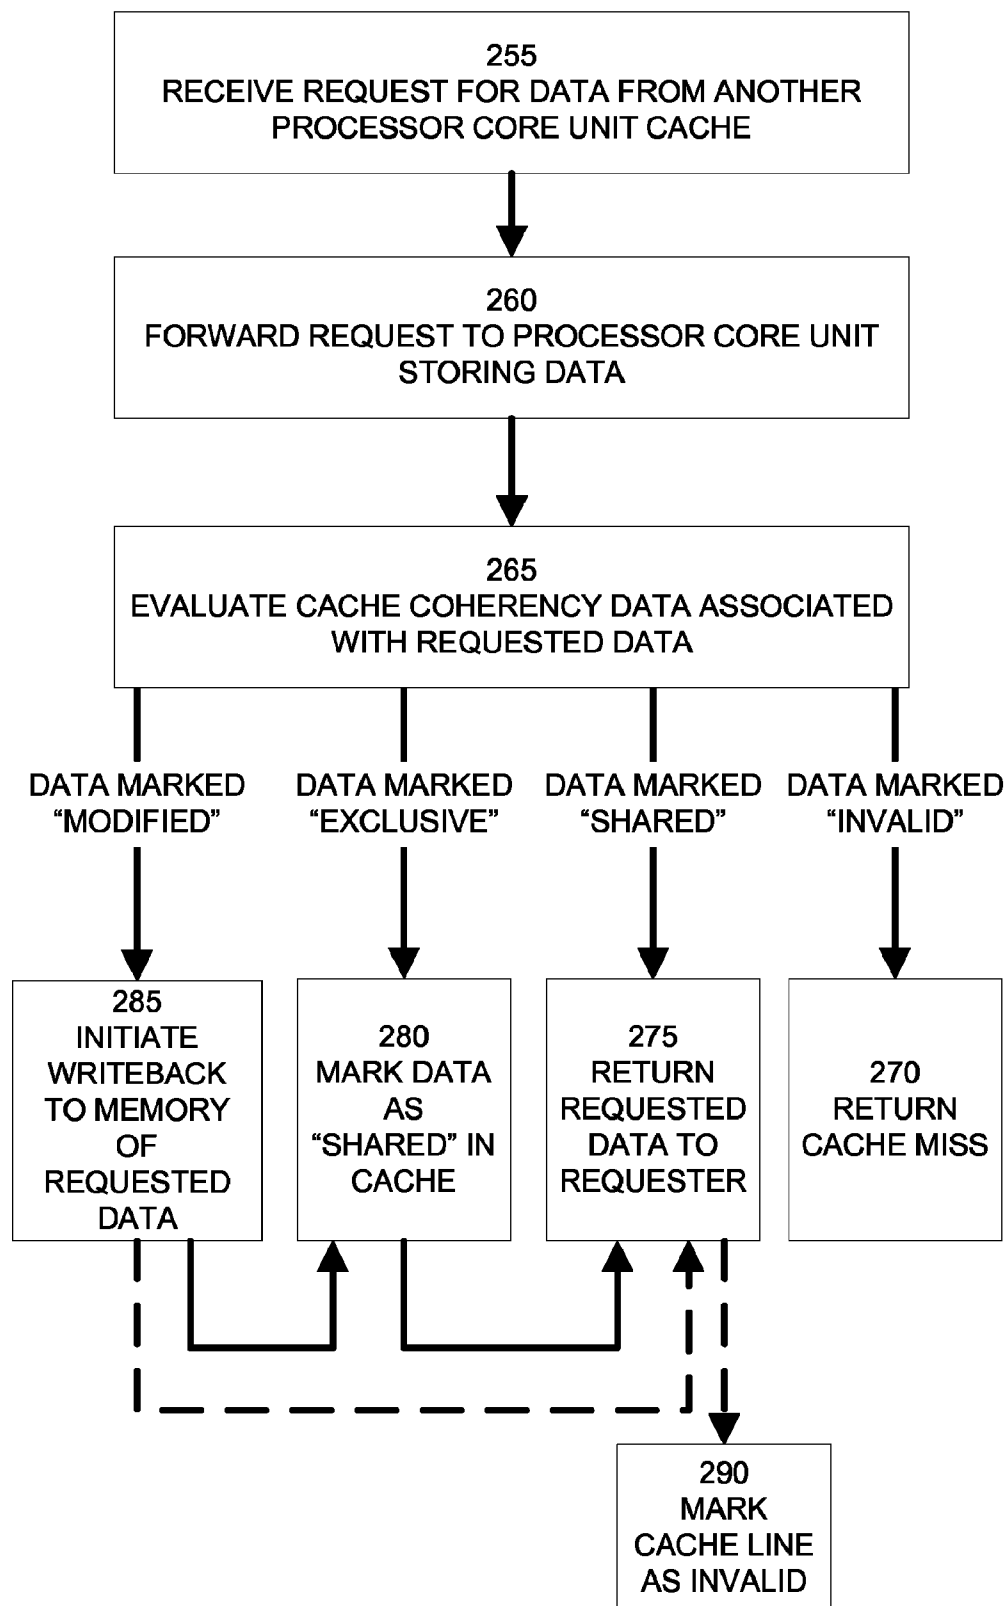 255
RECEIVE REQUEST FOR DATA FROM ANOTHER
PROCESSOR CORE UNIT CACHE
260
FORWARD REQUEST TO PROCESSOR CORE UNIT
STORING DATA
265
EVALUATE CACHE COHERENCY DATA ASSOCIATED
WITH REQUESTED DATA
DATA MARKED
“MODIFIED”
DATA MARKED
“EXCLUSIVE”
DATA MARKED
“SHARED”
DATA MARKED
“INVALID”
285
INITIATE
WRITEBACK
TO MEMORY
OF
REQUESTED
DATA
280
MARK DATA
AS
“SHARED” IN
CACHE
275
RETURN
REQUESTED
DATA TO
REQUESTER
270
RETURN
CACHE MISS
290
MARK
CACHE LINE
AS INVALID